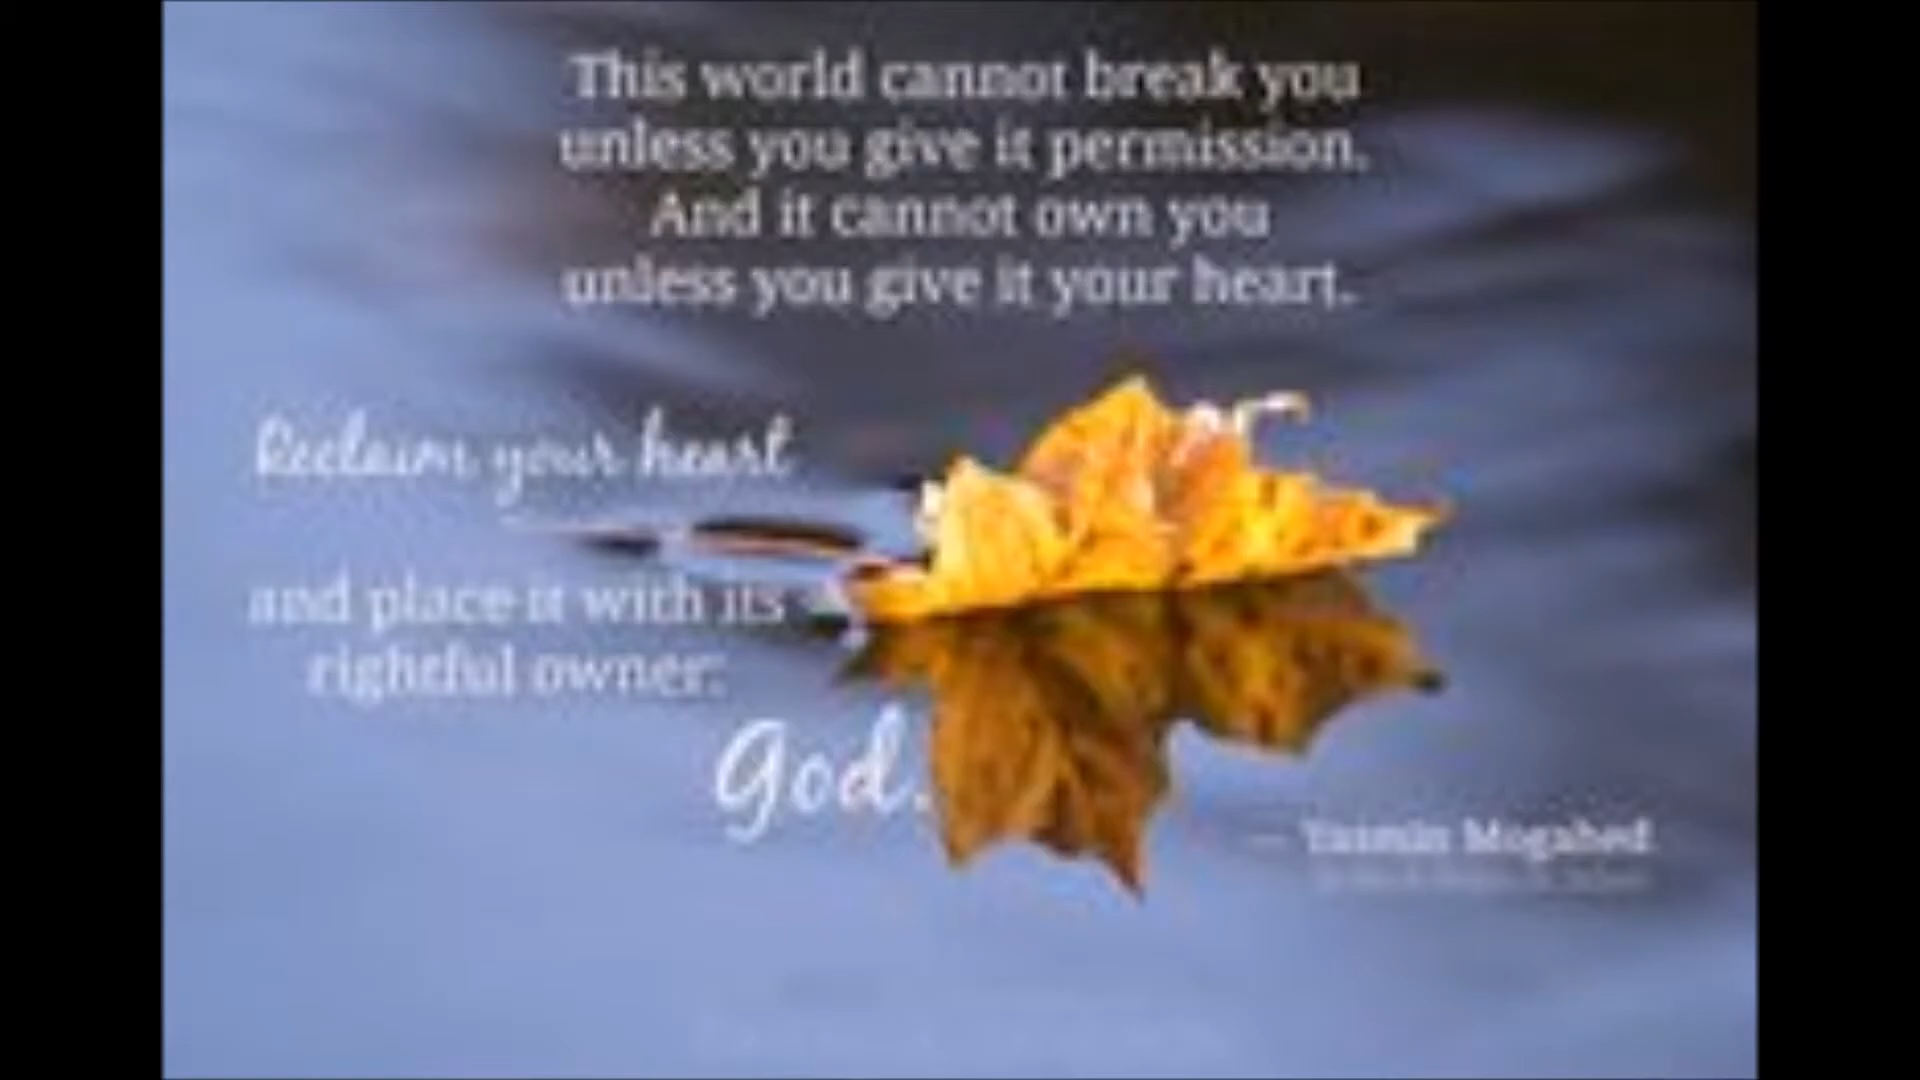 This world cannot break you
unless you give it permission.
And it cannot own you
unless you give it your heart.
Reclaim your heart
and place it with its
rightful owner:
God.
— Yasmin Mogahed